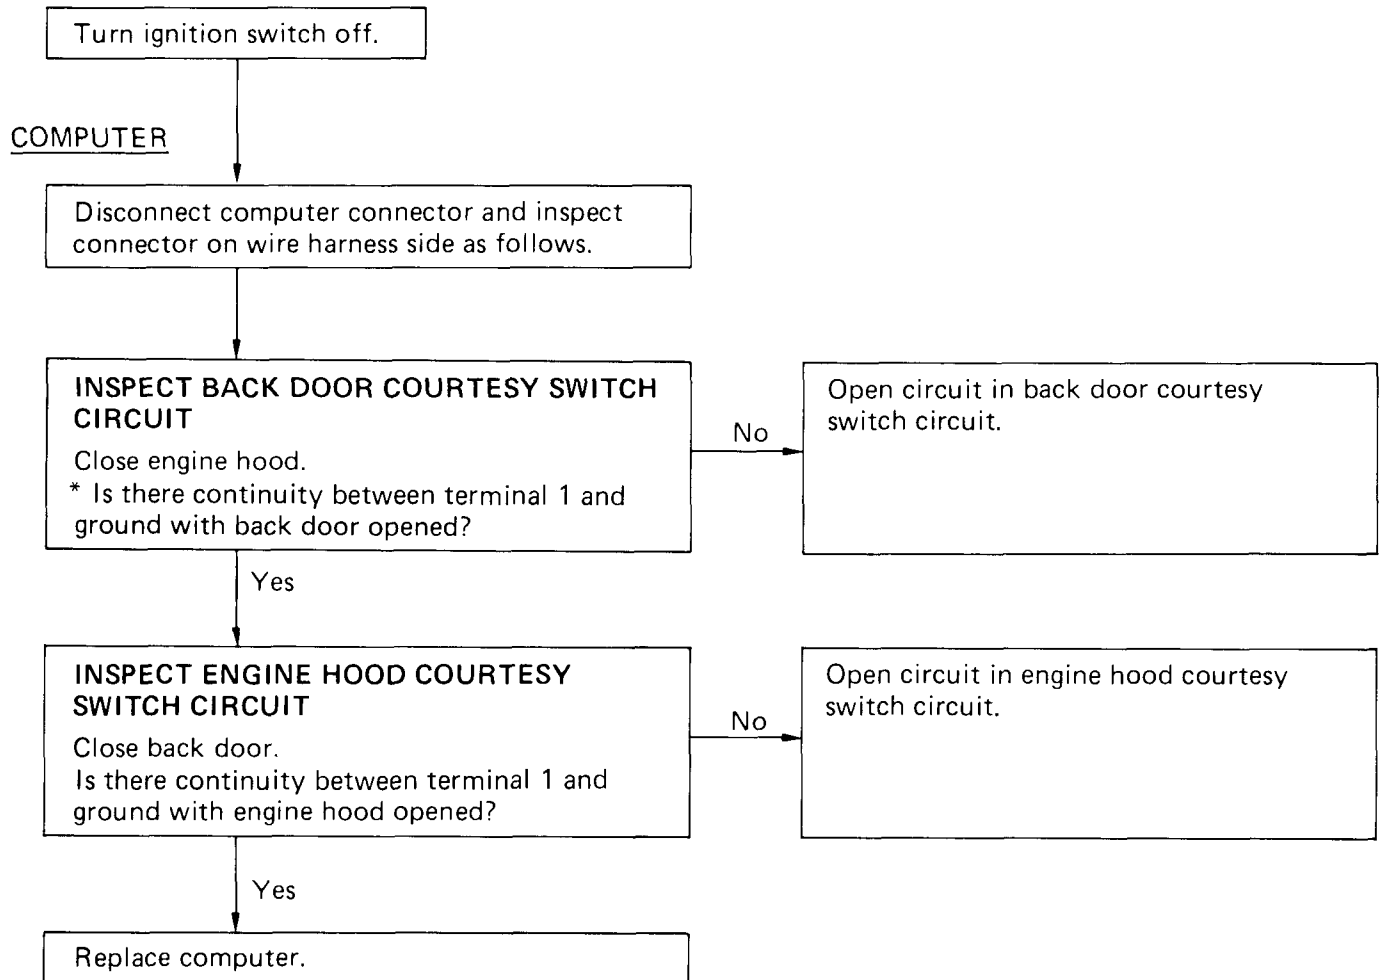 Turn ignition switch off.
COMPUTER
Disconnect computer connector and inspect
connector on wire harness side as follows.
INSPECT BACK DOOR COURTESY SWITCH
CIRCUIT
Close engine hood.
* Is there continuity between terminal 1 and
ground with back door opened?
No
Open circuit in back door courtesy
switch circuit.
Yes
INSPECT ENGINE HOOD COURTESY
SWITCH CIRCUIT
Close back door.
Is there continuity between terminal 1 and
ground with engine hood opened?
No
Open circuit in engine hood courtesy
switch circuit.
Yes
Replace computer.